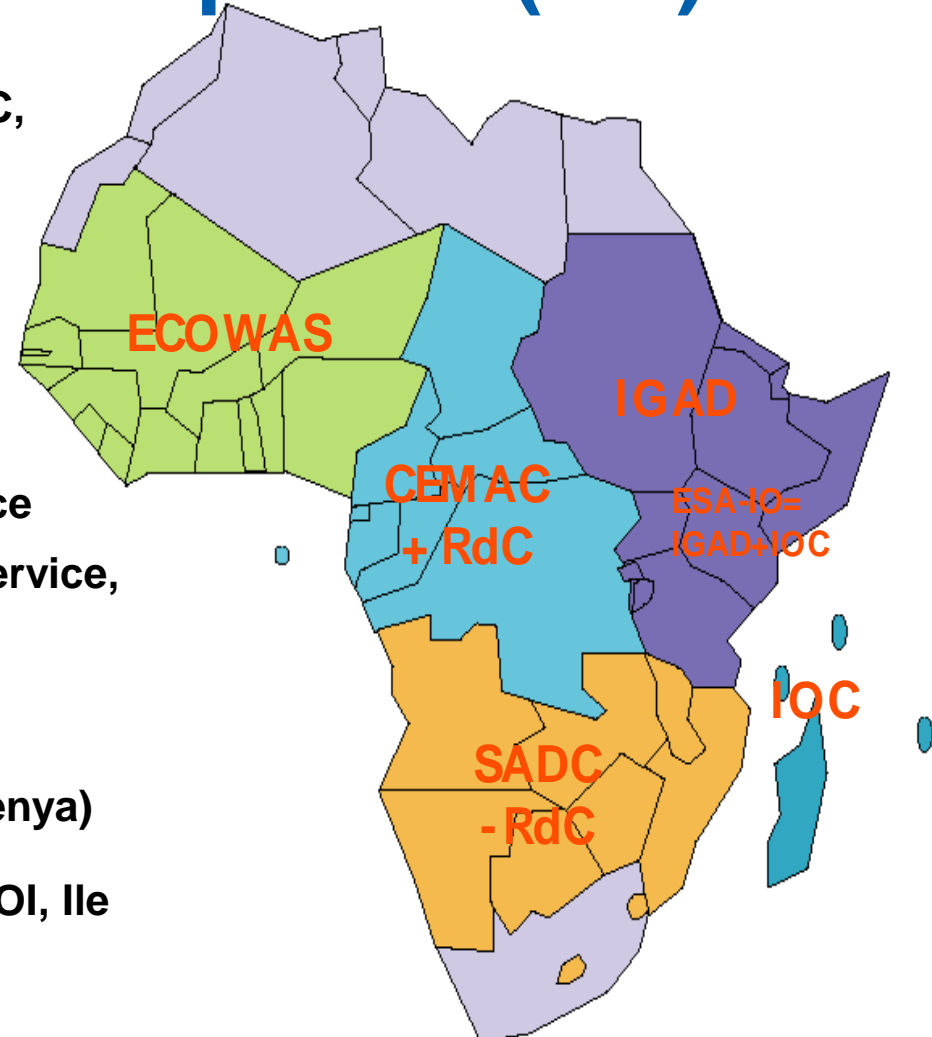 C,
ce
ervice,
enya)
OI, Ile
ECOWAS
IGAD
CEMAC
+ RdC
ESA-IO=
IGAD+IOC
IOC
SADC
- RdC